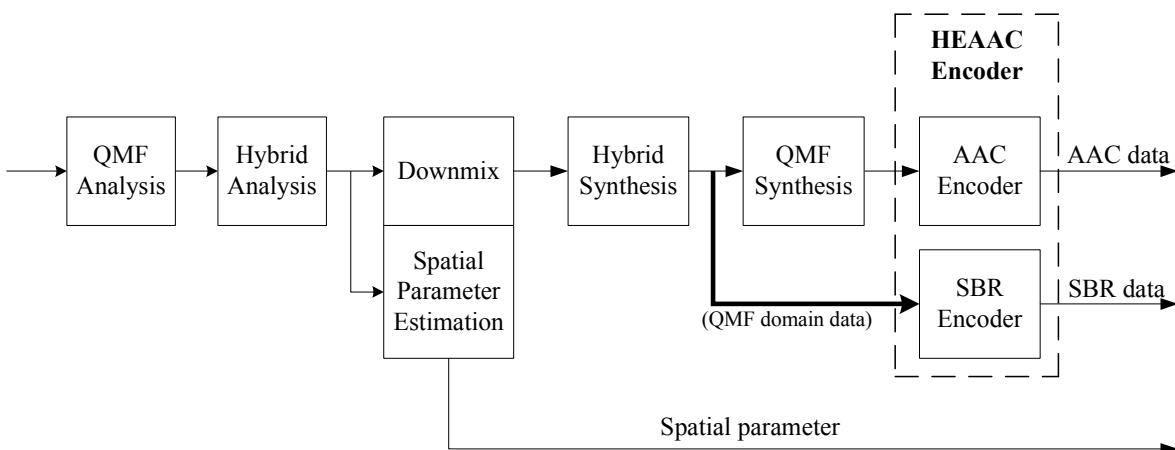 HEAAC
Encoder
QMF
Analysis
Hybrid
Analysis
Downmix
Hybrid
Synthesis
QMF
Synthesis
AAC
Encoder
AAC data
Spatial
Parameter
Estimation
(QMF domain data)
SBR
Encoder
SBR data
Spatial parameter